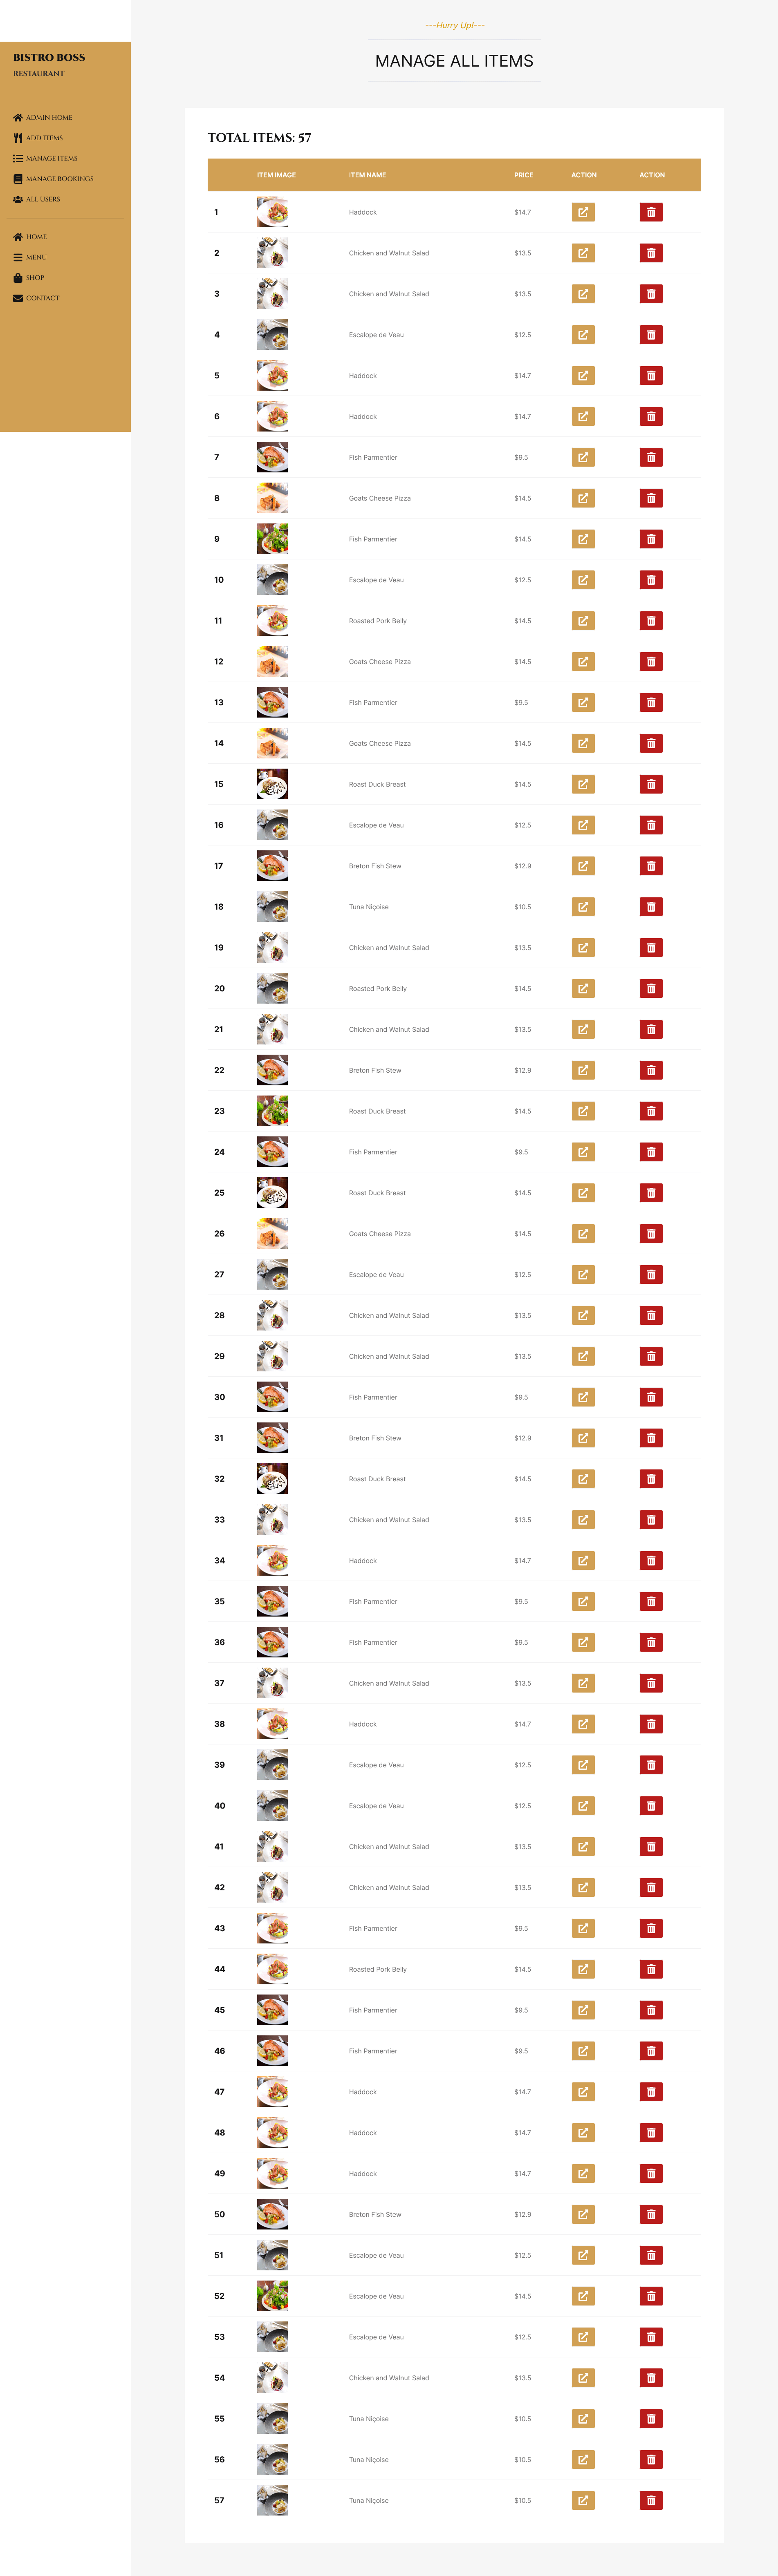 BISTRO BOSS
RESTAURANT
ADMIN HOME
ADD ITEMS
MANAGE ITEMS
MANAGE BOOKINGS
ALL USERS
HOME
MENU
SHOP
CONTACT
---Hurry Up!---
MANAGE ALL ITEMS
TOTAL ITEMS: 57
ITEM IMAGE ITEM NAME PRICE ACTION ACTION
1 Haddock $14.7
2 Chicken and Walnut Salad $13.5
3 Chicken and Walnut Salad $13.5
4 Escalope de Veau $12.5
5 Haddock $14.7
6 Haddock $14.7
7 Fish Parmentier $9.5
8 Goats Cheese Pizza $14.5
9 Fish Parmentier $14.5
10 Escalope de Veau $12.5
11 Roasted Pork Belly $14.5
12 Goats Cheese Pizza $14.5
13 Fish Parmentier $9.5
14 Goats Cheese Pizza $14.5
15 Roast Duck Breast $14.5
16 Escalope de Veau $12.5
17 Breton Fish Stew $12.9
18 Tuna Niçoise $10.5
19 Chicken and Walnut Salad $13.5
20 Roasted Pork Belly $14.5
21 Chicken and Walnut Salad $13.5
22 Breton Fish Stew $12.9
23 Roast Duck Breast $14.5
24 Fish Parmentier $9.5
25 Roast Duck Breast $14.5
26 Goats Cheese Pizza $14.5
27 Escalope de Veau $12.5
28 Chicken and Walnut Salad $13.5
29 Chicken and Walnut Salad $13.5
30 Fish Parmentier $9.5
31 Breton Fish Stew $12.9
32 Roast Duck Breast $14.5
33 Chicken and Walnut Salad $13.5
34 Haddock $14.7
35 Fish Parmentier $9.5
36 Fish Parmentier $9.5
37 Chicken and Walnut Salad $13.5
38 Haddock $14.7
39 Escalope de Veau $12.5
40 Escalope de Veau $12.5
41 Chicken and Walnut Salad $13.5
42 Chicken and Walnut Salad $13.5
43 Fish Parmentier $9.5
44 Roasted Pork Belly $14.5
45 Fish Parmentier $9.5
46 Fish Parmentier $9.5
47 Haddock $14.7
48 Haddock $14.7
49 Haddock $14.7
50 Breton Fish Stew $12.9
51 Escalope de Veau $12.5
52 Escalope de Veau $14.5
53 Escalope de Veau $12.5
54 Chicken and Walnut Salad $13.5
55 Tuna Niçoise $10.5
56 Tuna Niçoise $10.5
57 Tuna Niçoise $10.5